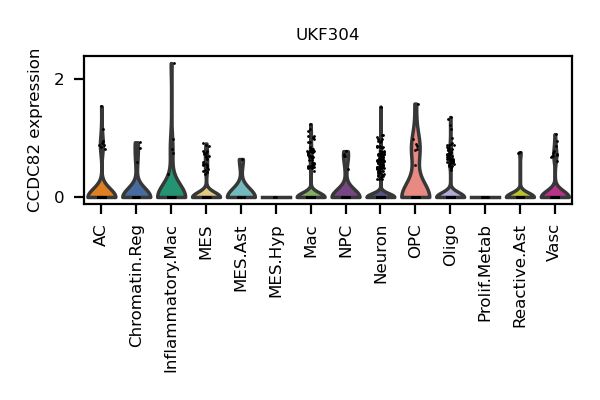 UKF304
CCDC82 expression
2
0
AC
Chromatin.Reg
Inflammatory.Mac
MES
MES.Ast
MES.Hyp
Mac
NPC
Neuron
OPC
Oligo
Prolif.Metab
Reactive.Ast
Vasc